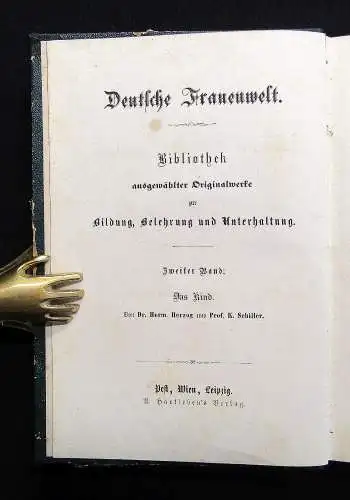 Deutsche Frauenwelt.
Bibliothek
ausgewählter Originalwerke
zur
Bildung, Belehrung und Unterhaltung.
Zweiter Band:
Das Kind.
Von Dr. Herm. Herzog und Prof. K. Schiller.
Pest, Wien, Leipzig.
A. Hartleben's Verlag.